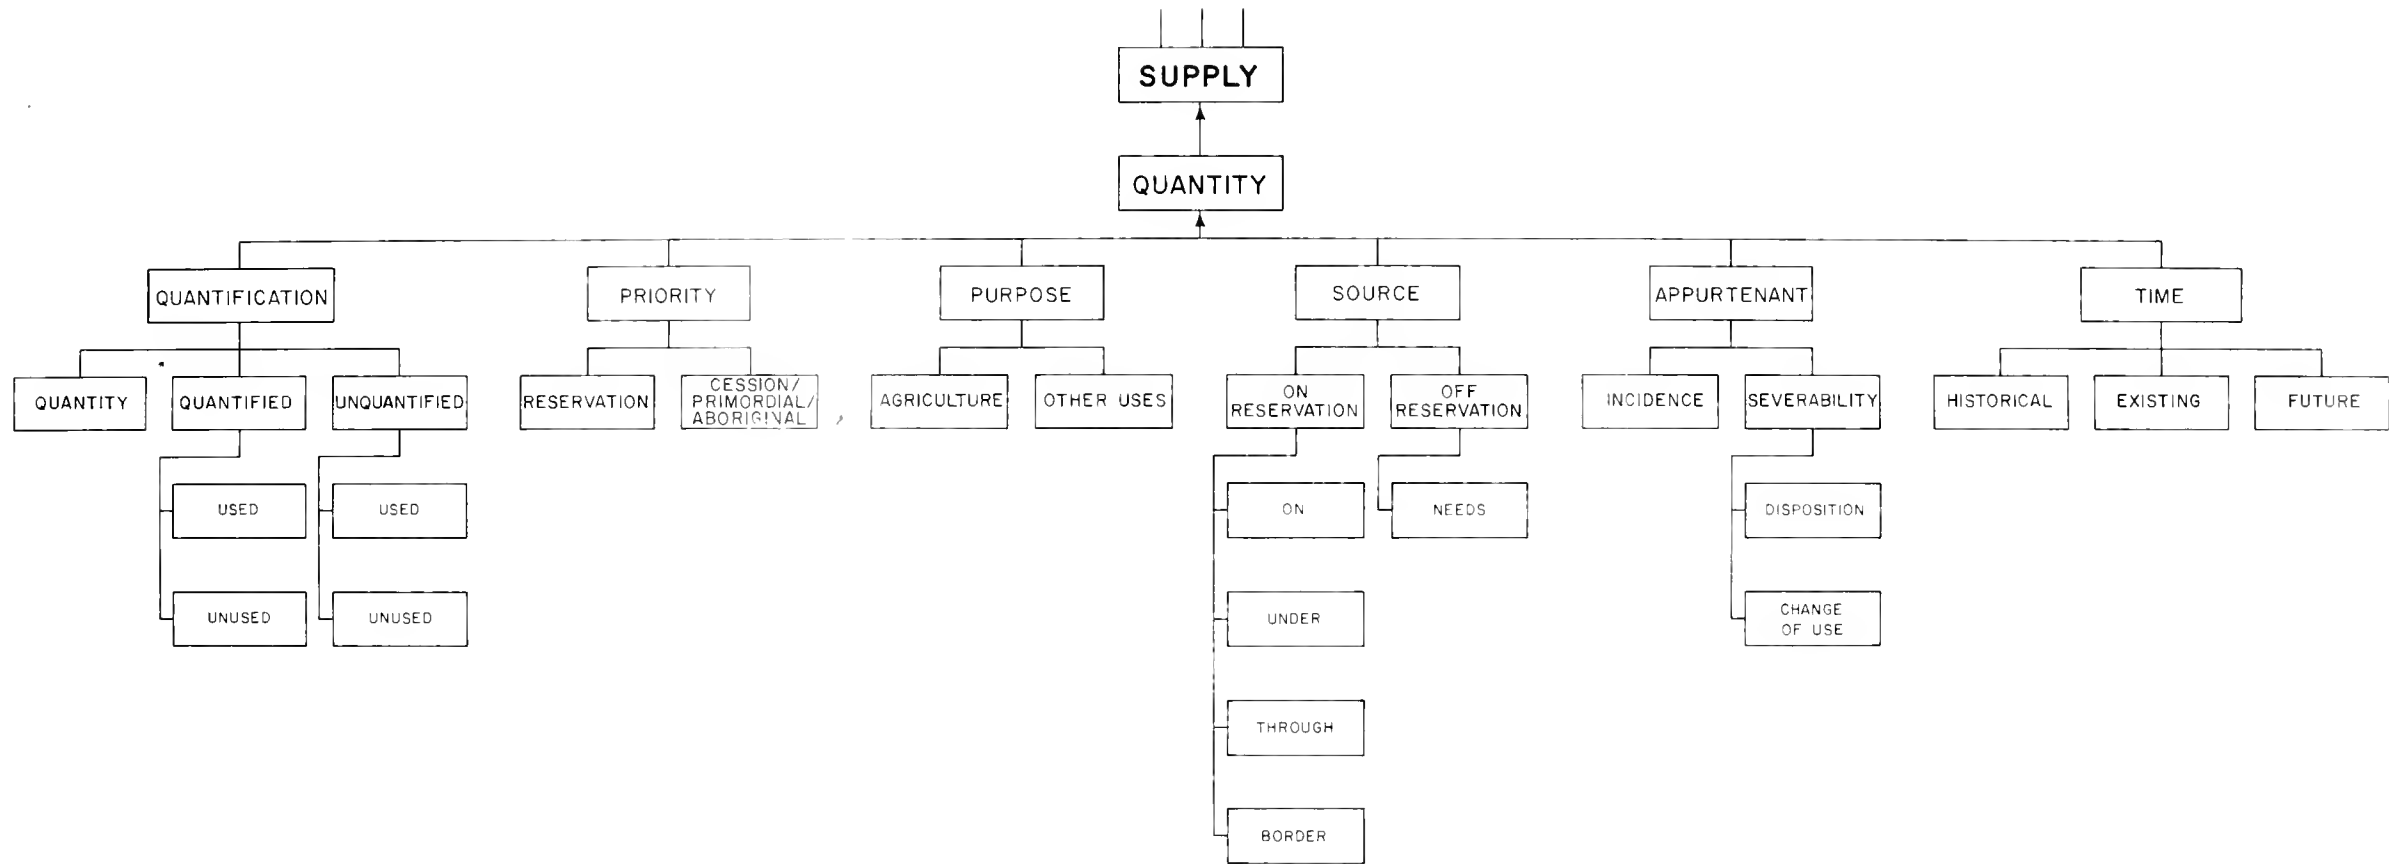 SUPPLY
QUANTITY
QUANTIFICATION
PRIORITY
PURPOSE
SOURCE
APPURTENANT
TIME
QUANTITY
QUANTIFIED
UNQUANTIFIED
RESERVATION
CESSION/
PRIMORDIAL/
ABORIGINAL
AGRICULTURE
OTHER USES
ON
RESERVATION
OFF
RESERVATION
INCIDENCE
SEVERABILITY
HISTORICAL
EXISTING
FUTURE
USED
USED
ON
NEEDS
DISPOSITION
UNUSED
UNUSED
UNDER
CHANGE
OF USE
THROUGH
BORDER